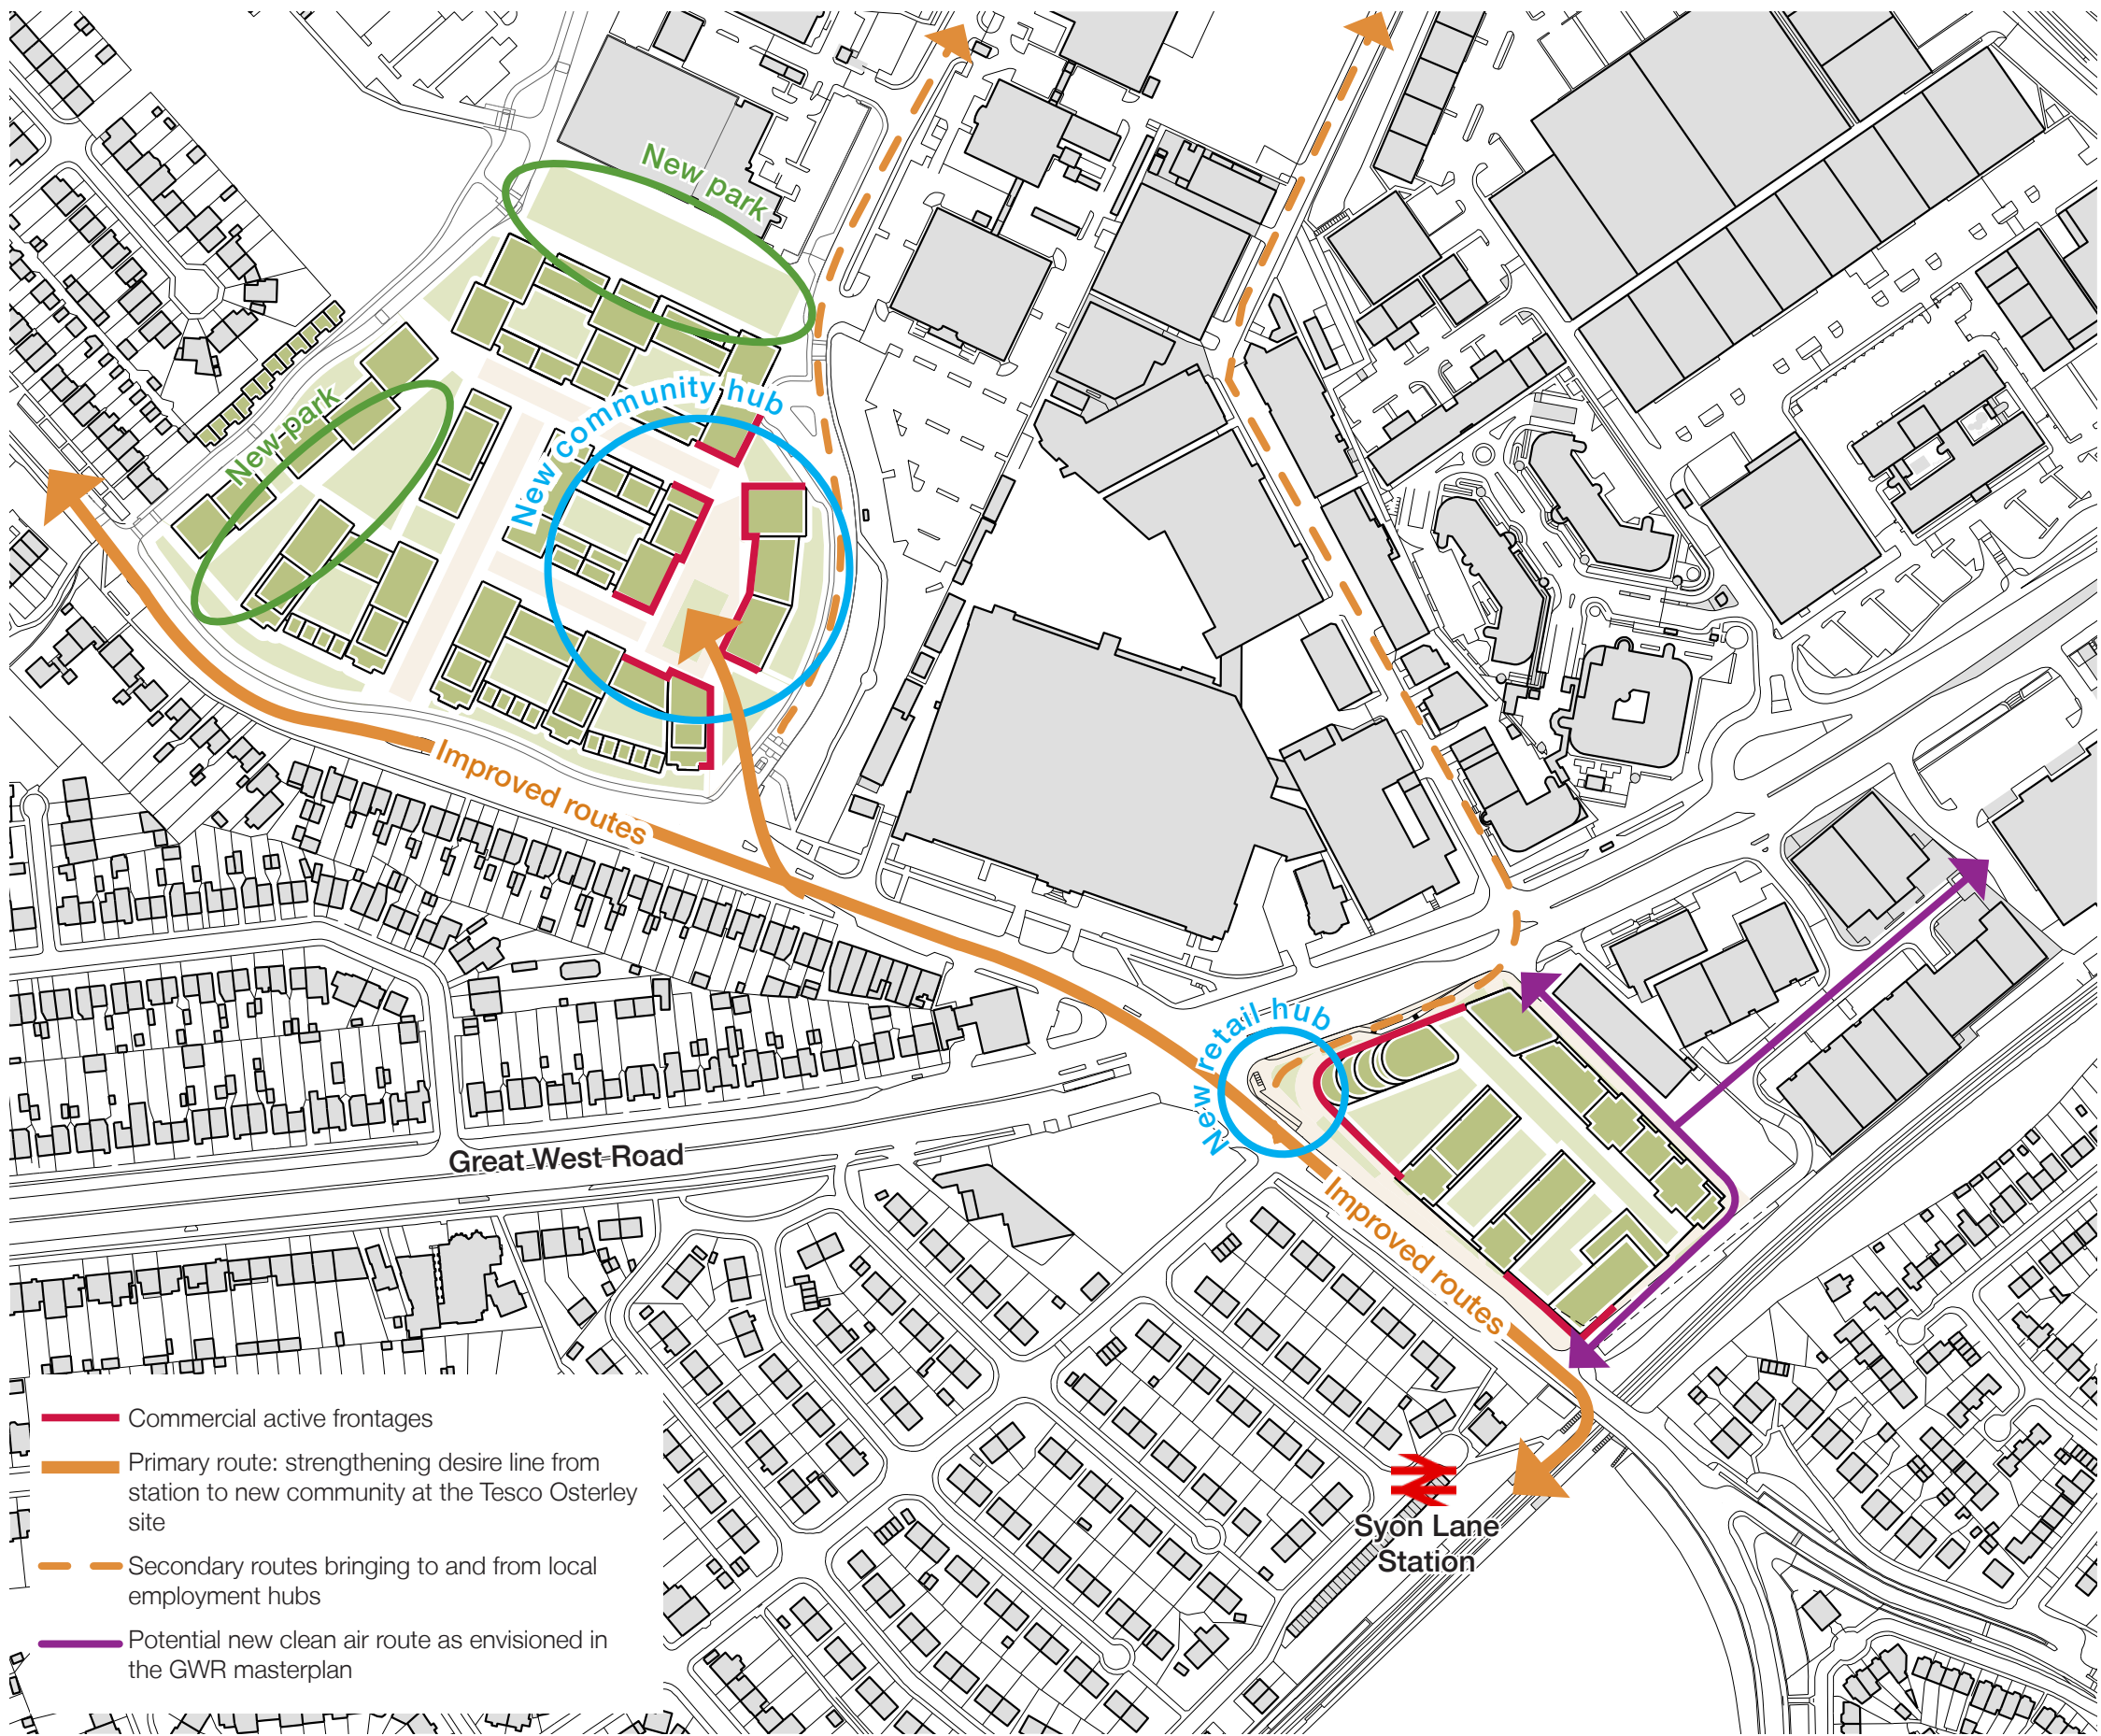 New park
New park
New community hub
Improved routes
New retail hub
Great West Road
Improved routes
Syon Lane
Station
Commercial active frontages
Primary route: strengthening desire line from
station to new community at the Tesco Osterley
site
Secondary routes bringing to and from local
employment hubs
Potential new clean air route as envisioned in
the GWR masterplan